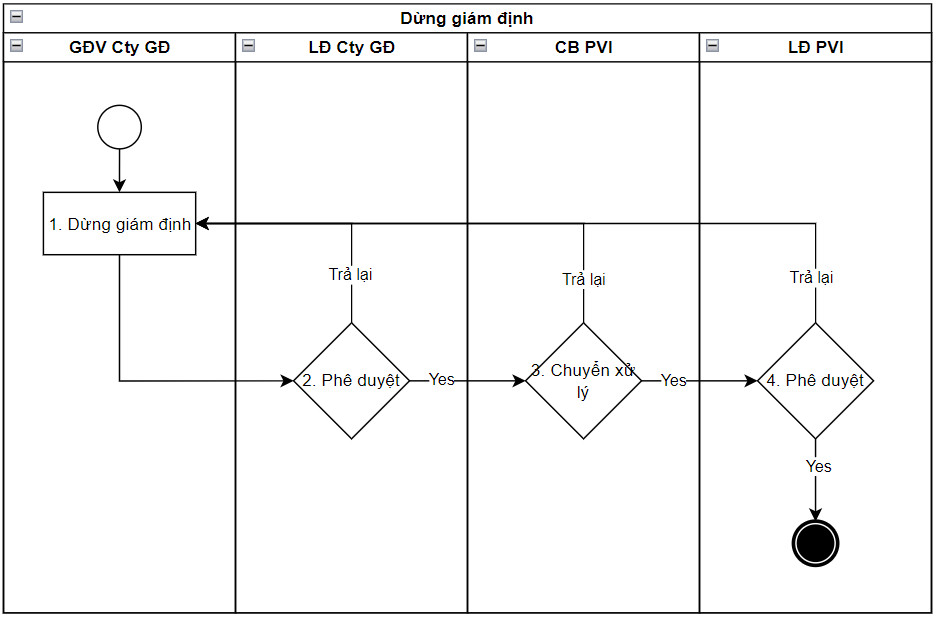 Dừng giám định
GĐV Cty GĐ
LĐ Cty GĐ
CB PVI
LĐ PVI
1. Dừng giám định
Trả lại
Trả lại
Trả lại
2. Phê duyệt
Yes
3. Chuyển xử
lý
Yes
4. Phê duyệt
Yes